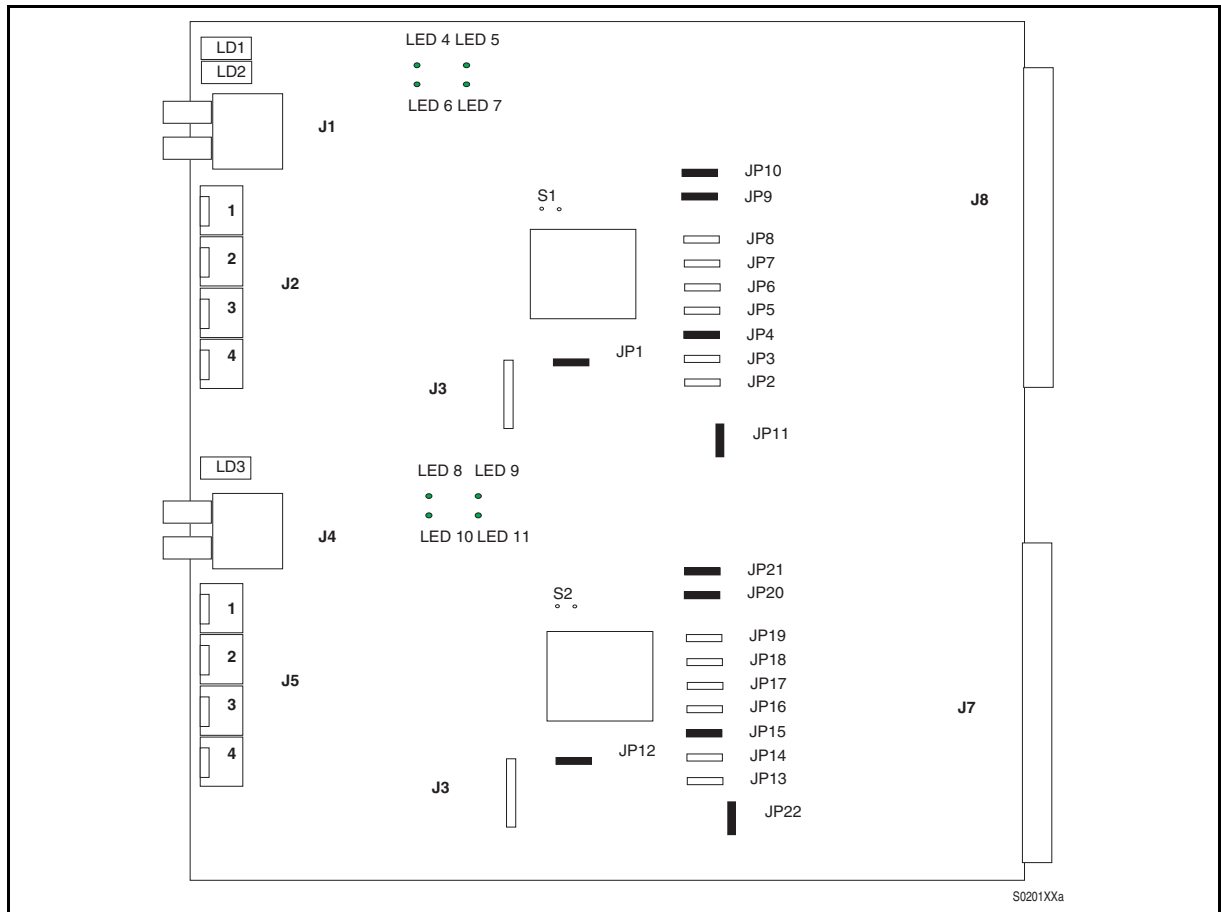 LED 4 LED 5
LD1
LD2
LED 6 LED 7
J1
JP10
S1
JP9
J8
1
JP8
2
J2
JP7
JP6
3
JP5
JP4
4
JP1
JP3
J3
JP2
JP11
LD3
LED 8 LED 9
J4
LED 10 LED 11
JP21
S2
JP20
1
JP19
2
JP18
J5
JP17
3
JP16
J7
JP15
4
JP12
JP14
J3
JP13
JP22
S0201XXa